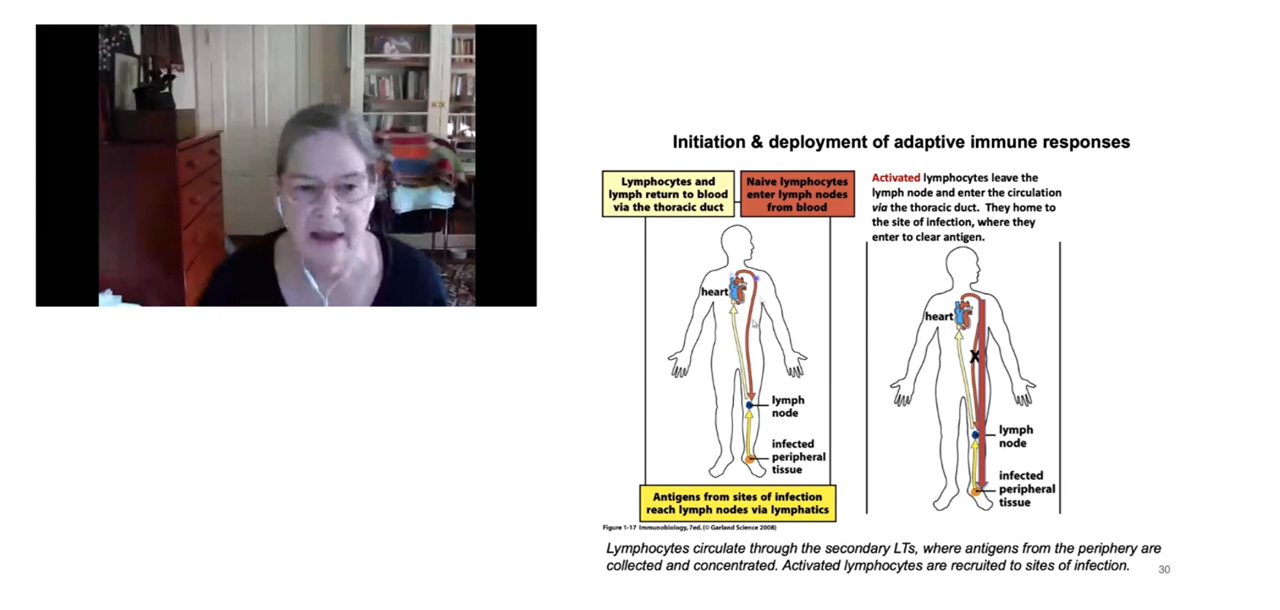 Initiation & deployment of adaptive immune responses
Lymphocytes and
lymph return to blood
via the thoracic duct
Naive lymphocytes
enter lymph nodes
from blood
Activated lymphocytes leave the
lymph node and enter the circulation
via the thoracic duct. They home to
the site of infection, where they
enter to clear antigen.
heart
lymph
node
infected
peripheral
tissue
Antigens from sites of infection
reach lymph nodes via lymphatics
heart
X
lymph
node
infected
peripheral
tissue
Figure 1-17 Immunobiology, 7ed. (© Garland Science 2008)
Lymphocytes circulate through the secondary LTs, where antigens from the periphery are
collected and concentrated. Activated lymphocytes are recruited to sites of infection.
30